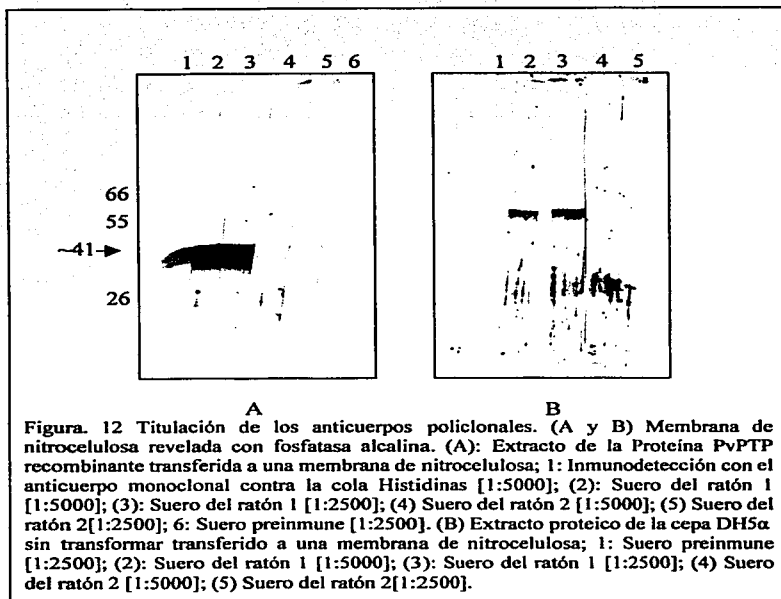 1 2 3 4 5 6
1 2 3 4 5
66
55
~41
26
A
B
Figura. 12 Titulación de los anticuerpos policlonales. (A y B) Membrana de
nitrocelulosa revelada con fosfatasa alcalina. (A): Extracto de la Proteína PvPTP
recombinante transferida a una membrana de nitrocelulosa; 1: Inmunodetección con el
anticuerpo monoclonal contra la cola Histidinas [1:5000]; (2): Suero del ratón 1
[1:5000]; (3): Suero del ratón 1 [1:2500]; (4) Suero del ratón 2 [1:5000]; (5) Suero del
ratón 2[1:2500]; 6: Suero preinmune [1:2500]. (B) Extracto proteico de la cepa DH5α
sin transformar transferido a una membrana de nitrocelulosa; 1: Suero preinmune
[1:2500]; (2): Suero del ratón 1 [1:5000]; (3): Suero del ratón 1 [1:2500]; (4) Suero
del ratón 2 [1:5000]; (5) Suero del ratón 2[1:2500].